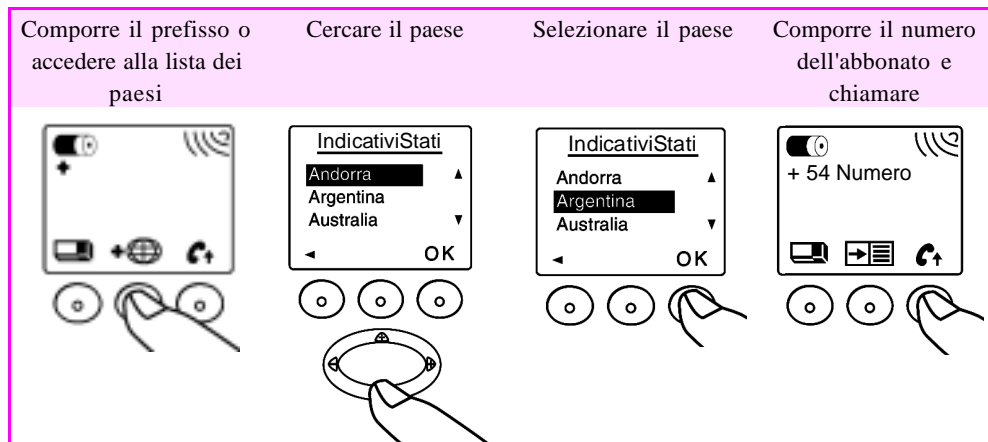 Comporre il prefisso o
accedere alla lista dei
paesi
Cercare il paese
Selezionare il paese
Comporre il numero
dell'abbonato e
chiamare
+
+
IndicativiStati
Andorra
Argentina
Australia
OK
IndicativiStati
Andorra
Argentina
Australia
OK
+ 54 Numero